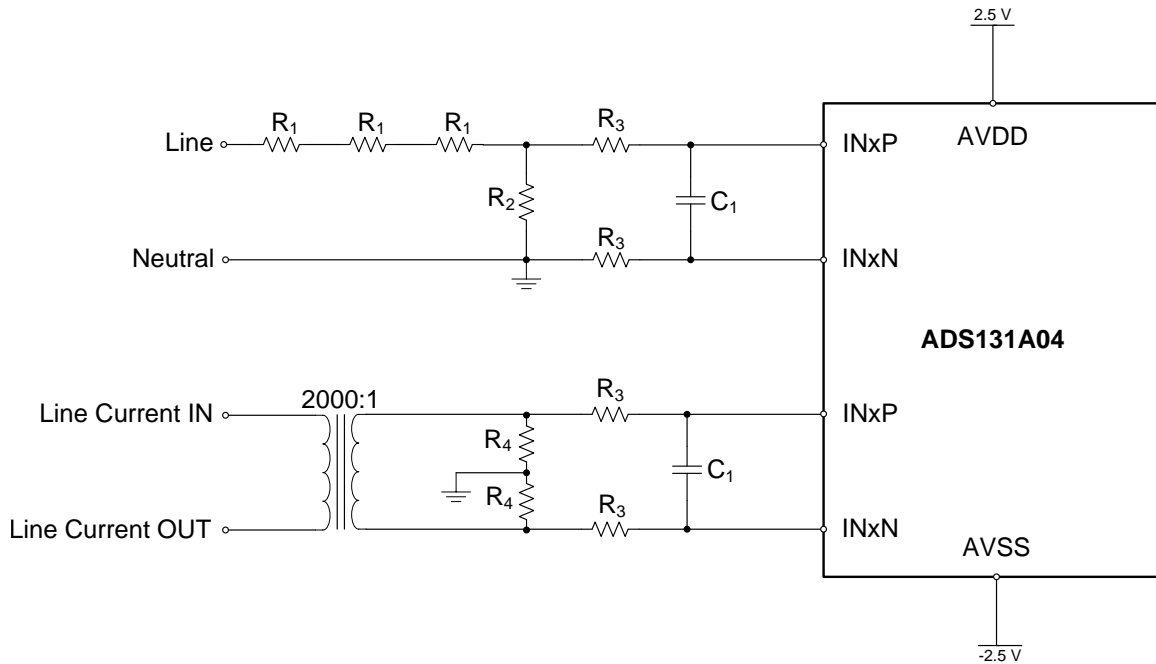 2.5 V
R1 R1 R1 R3
Line INxP AVDD
R2 C1
R3
Neutral INxN
ADS131A04
2000:1 R3
Line Current IN INxP
R4 C1
R4
R3
Line Current OUT INxN
AVSS
-2.5 V